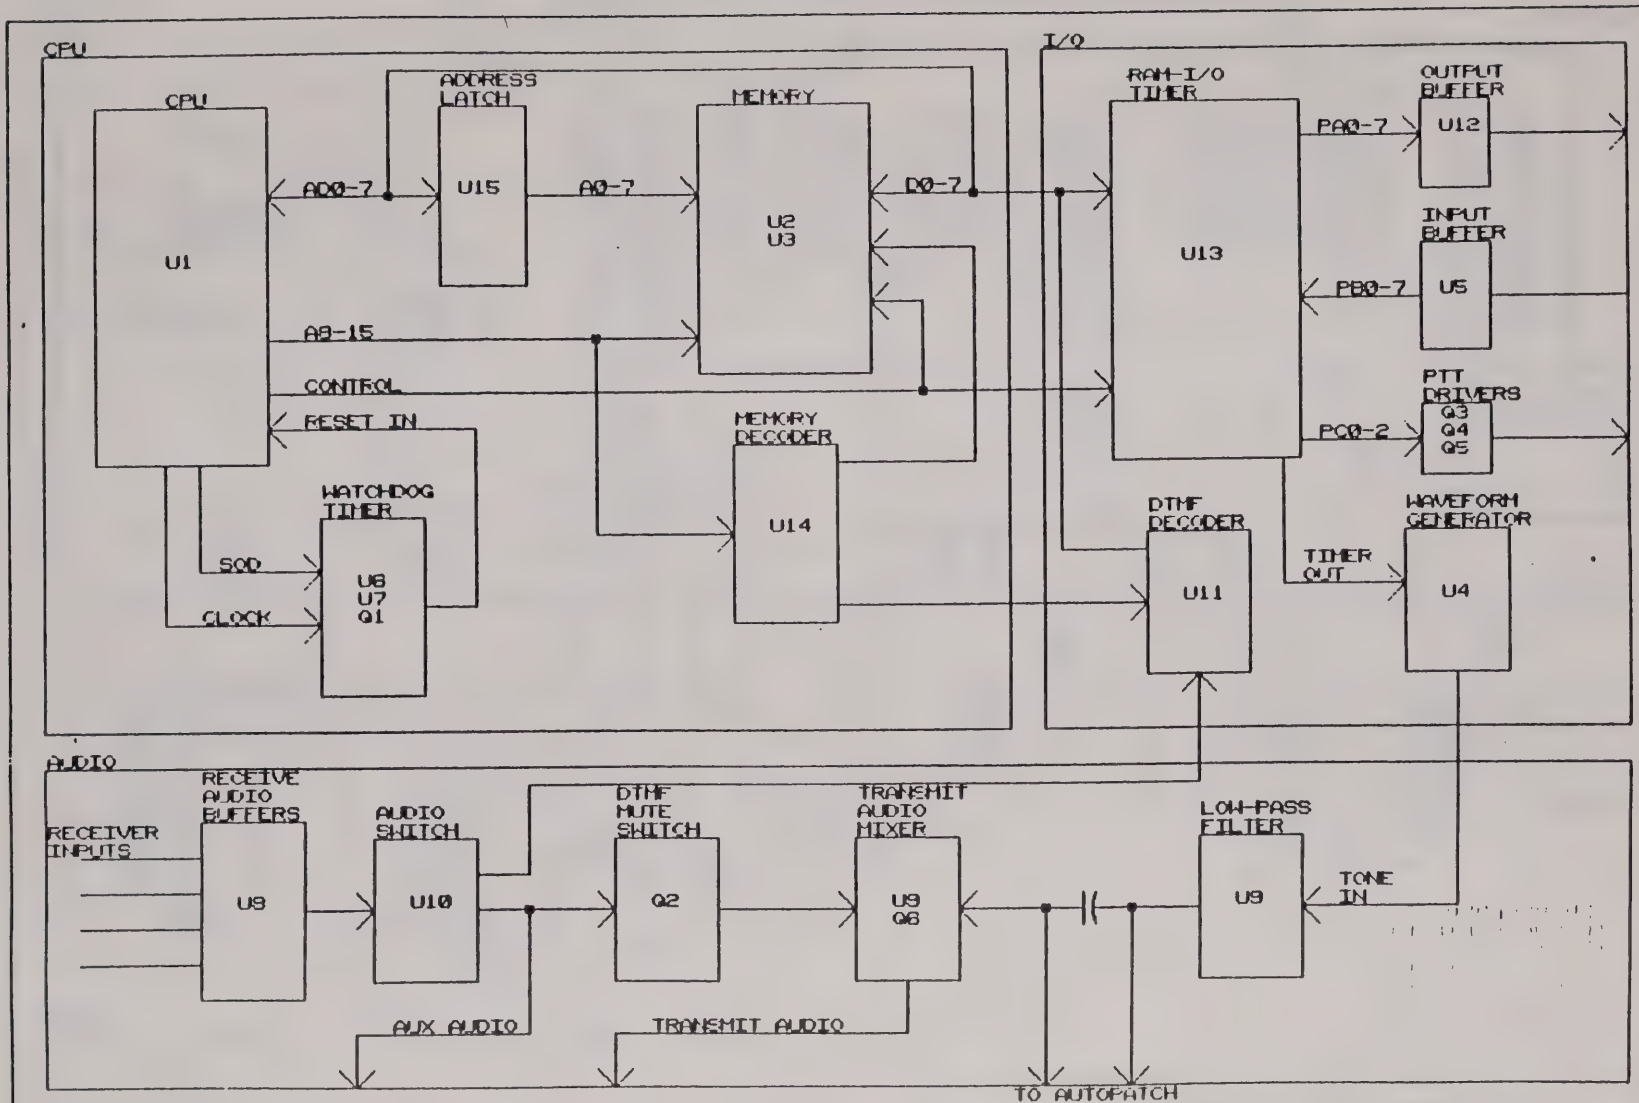 CPU
CPU
U1
ADDRESS
LATCH
U15
AD0-7
A0-7
MEMORY
U2
U3
D0-7
A8-15
CONTROL
RESET IN
MEMORY
DECODER
U14
WATCHDOG
TIMER
U6
U7
Q1
SOD
CLOCK
I/O
RAM-I/O
TIMER
U13
PA0-7
OUTPUT
BUFFER
U12
INPUT
BUFFER
U5
PB0-7
PTT
DRIVERS
Q3
Q4
Q5
PC0-2
DTMF
DECODER
U11
TIMER
OUT
WAVEFORM
GENERATOR
U4
AUDIO
RECEIVER
INPUTS
RECEIVE
AUDIO
BUFFERS
U9
AUDIO
SWITCH
U10
DTMF
MUTE
SWITCH
Q2
TRANSMIT
AUDIO
MIXER
U9
Q6
LOW-PASS
FILTER
U9
TONE
IN
AUX AUDIO
TRANSMIT AUDIO
TO AUTOPATCH